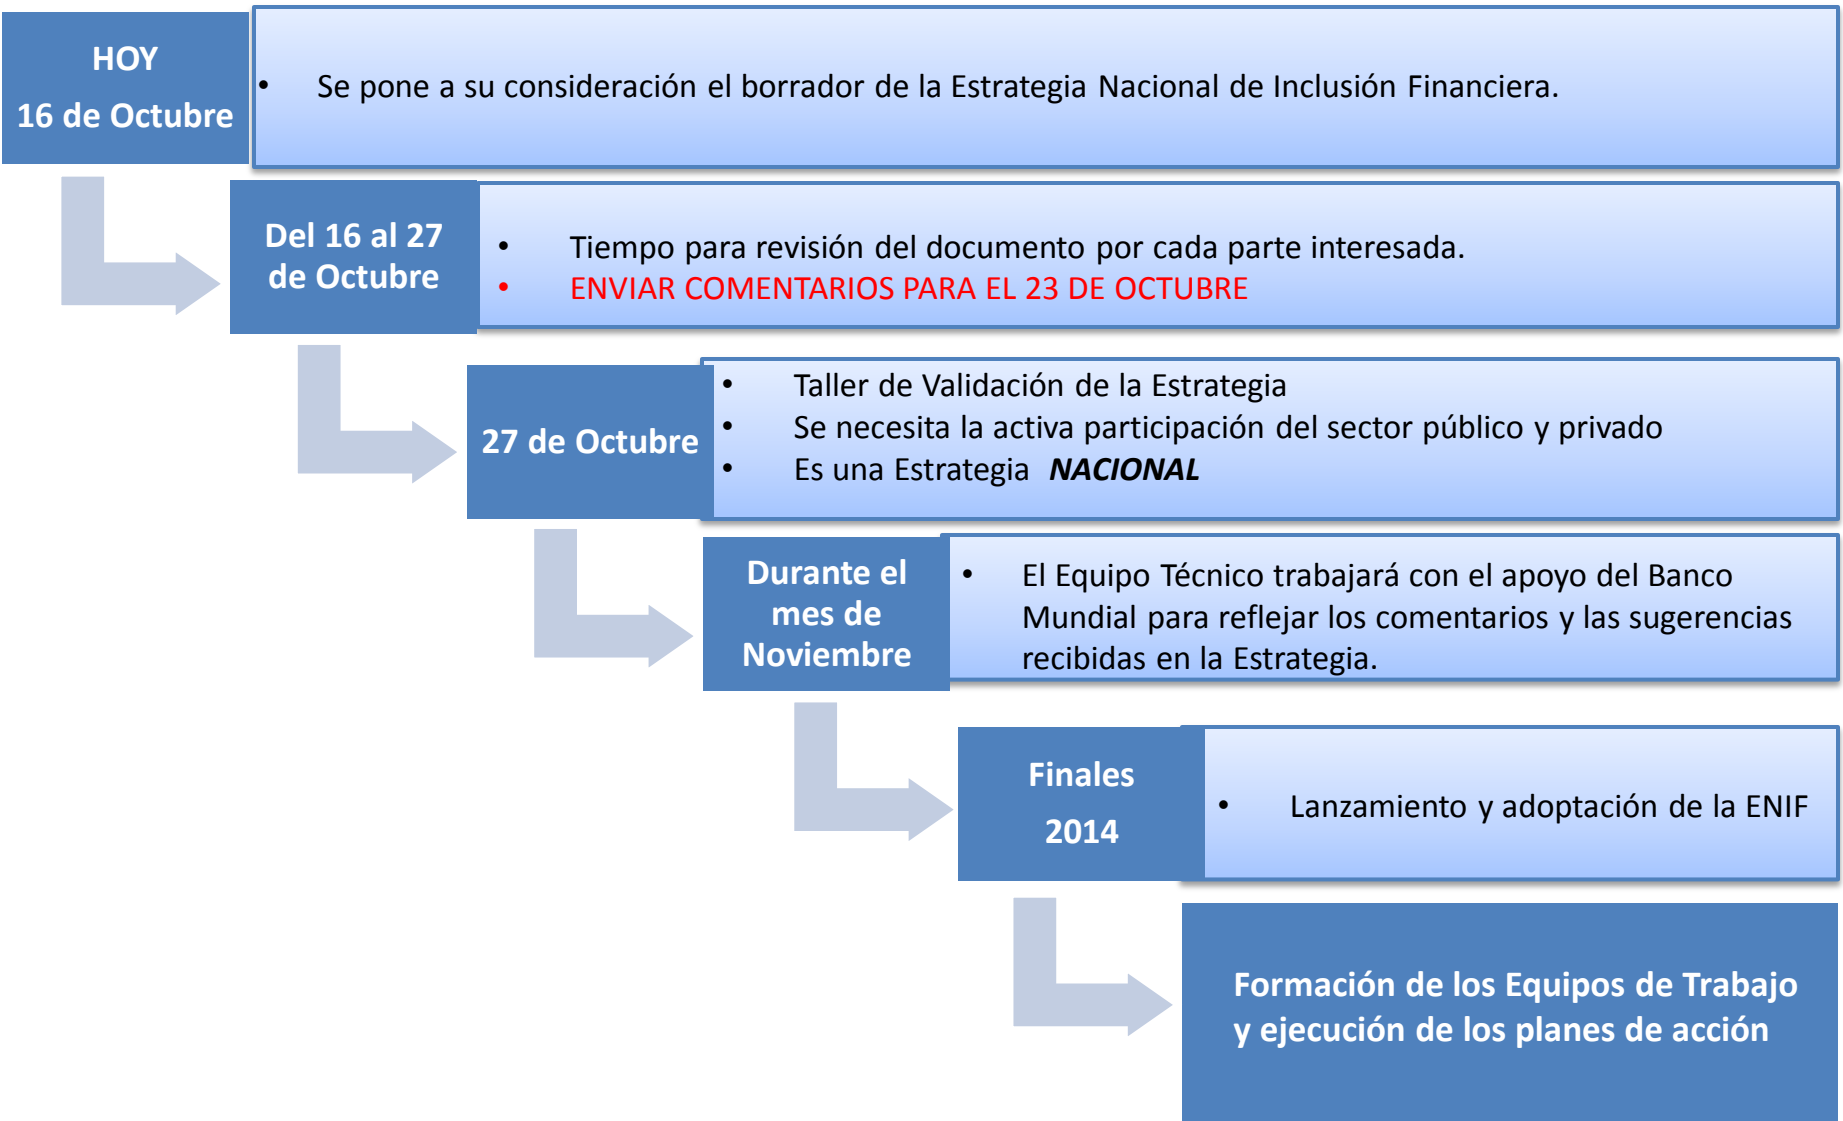 HOY
16 de Octubre
• Se pone a su consideración el borrador de la Estrategia Nacional de Inclusión Financiera.
Del 16 al 27
de Octubre
• Tiempo para revisión del documento por cada parte interesada.
• ENVIAR COMENTARIOS PARA EL 23 DE OCTUBRE
27 de Octubre
• Taller de Validación de la Estrategia
• Se necesita la activa participación del sector público y privado
• Es una Estrategia NACIONAL
Durante el
mes de
Noviembre
• El Equipo Técnico trabajará con el apoyo del Banco
Mundial para reflejar los comentarios y las sugerencias
recibidas en la Estrategia.
Finales
2014
• Lanzamiento y adoptación de la ENIF
Formación de los Equipos de Trabajo
y ejecución de los planes de acción